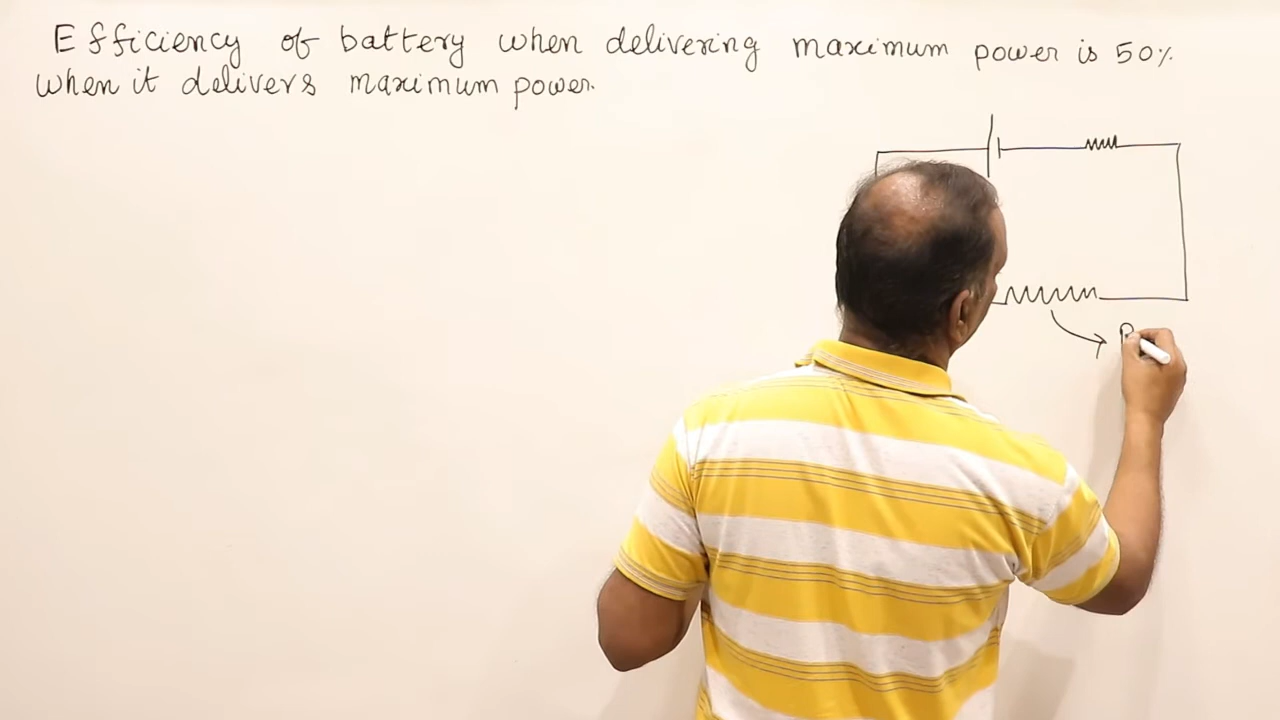 Efficiency of battery when delivering maximum power is 50%
when it delivers maximum power.